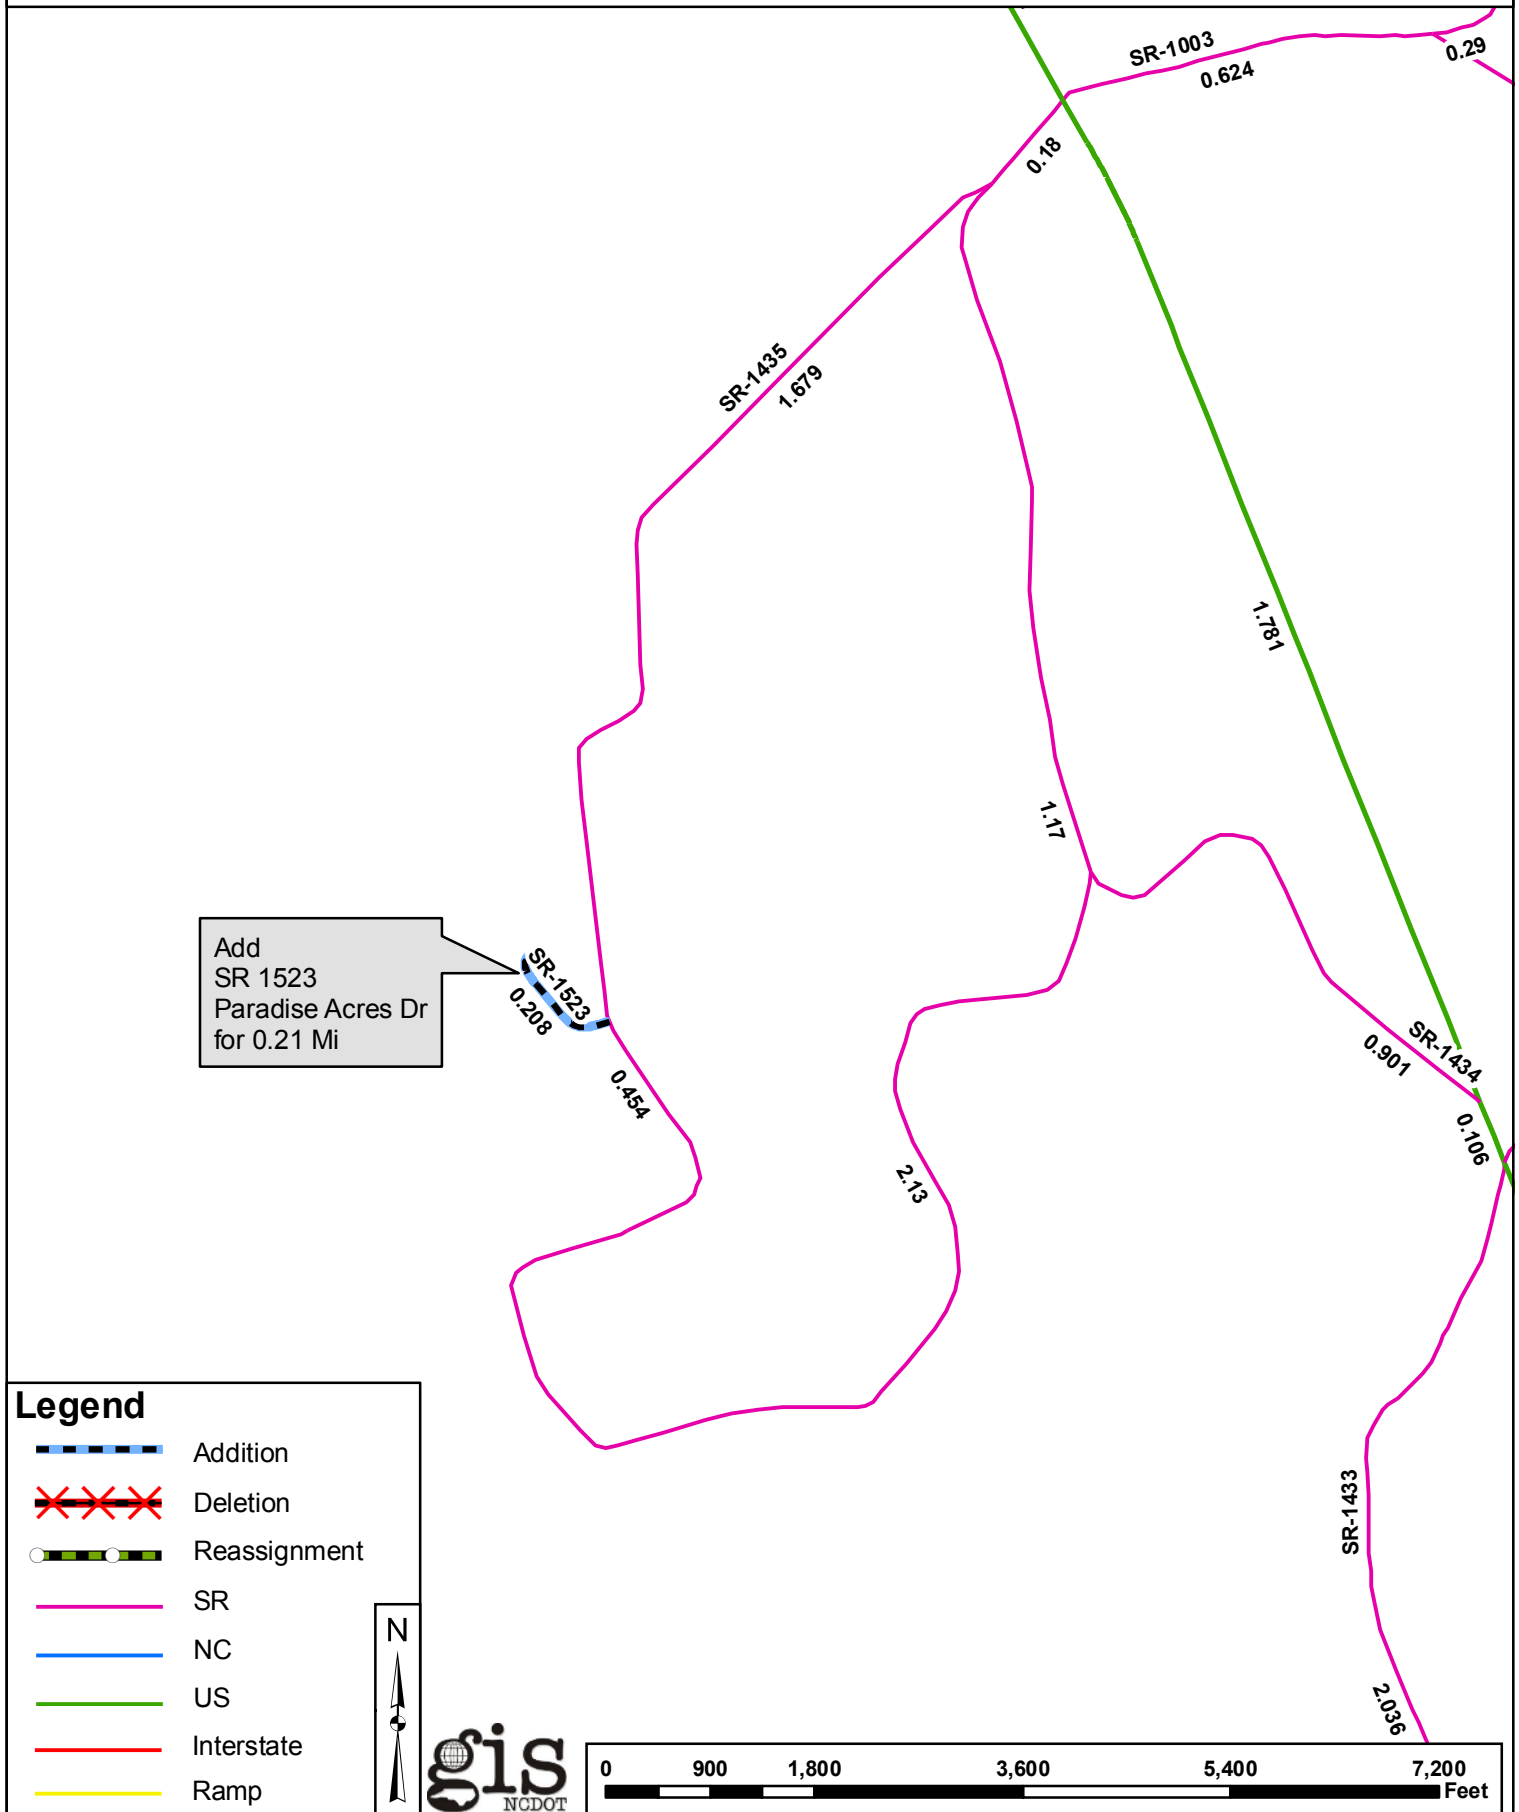 SR-1003
0.624
0.29
0.18
SR-1435
1.679
1.781
1.17
Add
SR 1523
Paradise Acres Dr
for 0.21 Mi
SR-1523
0.208
0.454
SR-1434
0.901
0.106
2.13
SR-1433
2.036
Legend
Addition
Deletion
Reassignment
SR
NC
US
Interstate
Ramp
N
gis
NCDOT
0 900 1,800 3,600 5,400 7,200
Feet